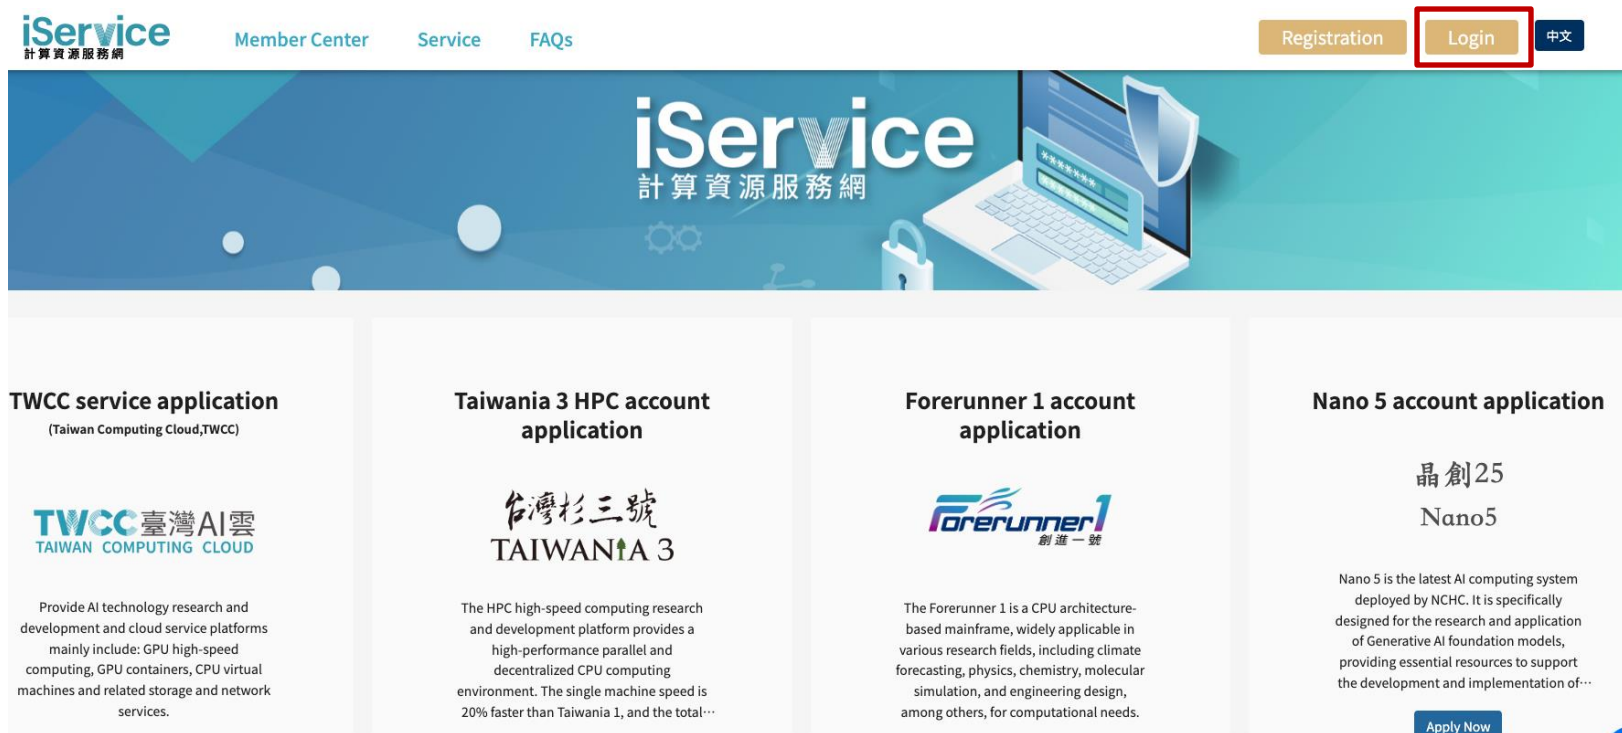 iService
計算資源服務網
Member Center
Service
FAQs
Registration
Login
中文
iService
計算資源服務網
********
********
TWCC service application
(Taiwan Computing Cloud,TWCC)
TWCC臺灣AI雲
TAIWAN COMPUTING CLOUD
Provide AI technology research and
development and cloud service platforms
mainly include: GPU high-speed
computing, GPU containers, CPU virtual
machines and related storage and network
services.
Taiwania 3 HPC account
application
台灣杉三號
TAIWANIA 3
The HPC high-speed computing research
and development platform provides a
high-performance parallel and
decentralized CPU computing
environment. The single machine speed is
20% faster than Taiwania 1, and the total…
Forerunner 1 account
application
Forerunner1
創進一號
The Forerunner 1 is a CPU architecture-
based mainframe, widely applicable in
various research fields, including climate
forecasting, physics, chemistry, molecular
simulation, and engineering design,
among others, for computational needs.
Nano 5 account application
晶創25
Nano5
Nano 5 is the latest AI computing system
deployed by NCHC. It is specifically
designed for the research and application
of Generative AI foundation models,
providing essential resources to support
the development and implementation of…
Apply Now